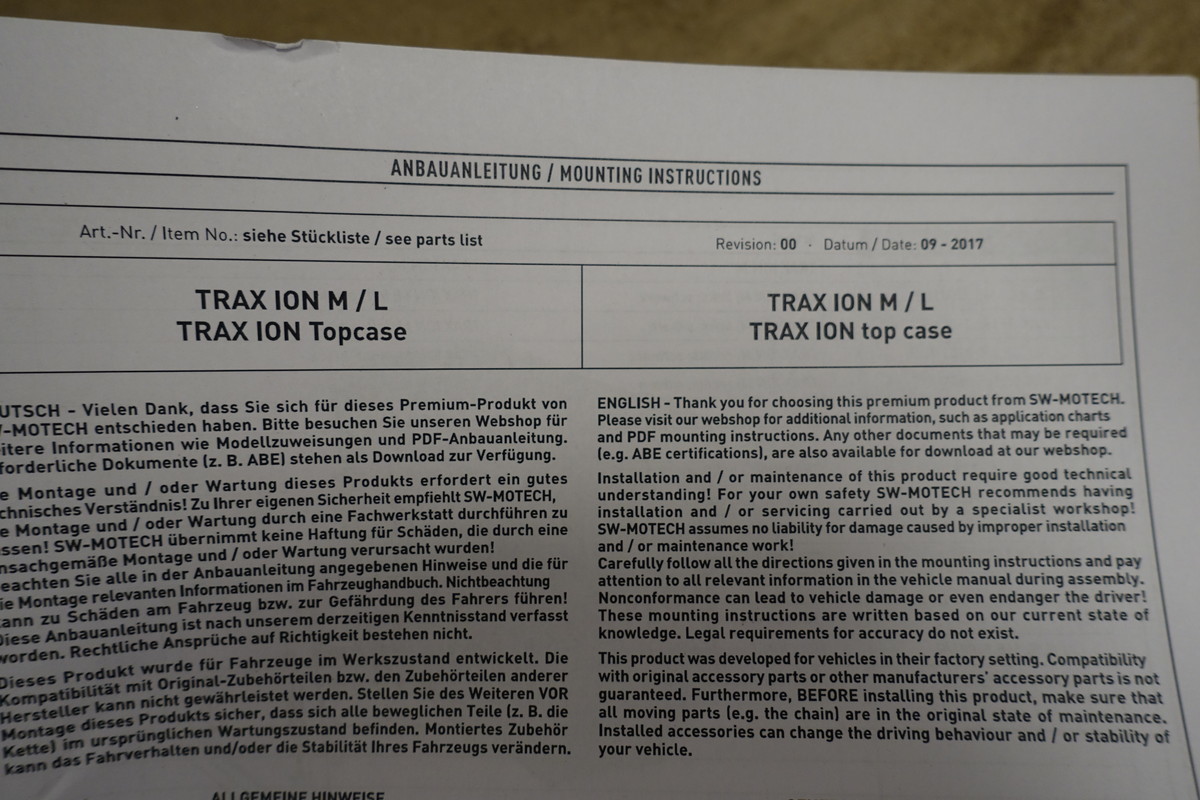 ANBAUANLEITUNG / MOUNTING INSTRUCTIONS
Art.-Nr. / Item No.: siehe Stückliste / see parts list
Revision: 00 · Datum / Date: 09 - 2017
TRAX ION M / L
TRAX ION Topcase
TRAX ION M / L
TRAX ION top case
UTSCH - Vielen Dank, dass Sie sich für dieses Premium-Produkt von
-MOTECH entschieden haben. Bitte besuchen Sie unseren Webshop für
itere Informationen wie Modellzuweisungen und PDF-Anbauanleitung.
forderliche Dokumente (z. B. ABE) stehen als Download zur Verfügung.
e Montage und / oder Wartung dieses Produkts erfordert ein gutes
chnisches Verständnis! Zu Ihrer eigenen Sicherheit empfiehlt SW-MOTECH,
e Montage und / oder Wartung durch eine Fachwerkstatt durchführen zu
ssen! SW-MOTECH übernimmt keine Haftung für Schäden, die durch eine
nsachgemäße Montage und / oder Wartung verursacht wurden!
eachten Sie alle in der Anbauanleitung angegebenen Hinweise und die für
ie Montage relevanten Informationen im Fahrzeughandbuch. Nichtbeachtung
kann zu Schäden am Fahrzeug bzw. zur Gefährdung des Fahrers führen!
Diese Anbauanleitung ist nach unserem derzeitigen Kenntnisstand verfasst
worden. Rechtliche Ansprüche auf Richtigkeit bestehen nicht.
Dieses Produkt wurde für Fahrzeuge im Werkszustand entwickelt. Die
Kompatibilität mit Original-Zubehörteilen bzw. den Zubehörteilen anderer
Hersteller kann nicht gewährleistet werden. Stellen Sie des Weiteren VOR
Montage dieses Produkts sicher, dass sich alle beweglichen Teile (z. B. die
Kette) im ursprünglichen Wartungszustand befinden. Montiertes Zubehör
kann das Fahrverhalten und/oder die Stabilität Ihres Fahrzeugs verändern.
ENGLISH - Thank you for choosing this premium product from SW-MOTECH.
Please visit our webshop for additional information, such as application charts
and PDF mounting instructions. Any other documents that may be required
(e.g. ABE certifications), are also available for download at our webshop.
Installation and / or maintenance of this product require good technical
understanding! For your own safety SW-MOTECH recommends having
installation and / or servicing carried out by a specialist workshop!
SW-MOTECH assumes no liability for damage caused by improper installation
and / or maintenance work!
Carefully follow all the directions given in the mounting instructions and pay
attention to all relevant information in the vehicle manual during assembly.
Nonconformance can lead to vehicle damage or even endanger the driver!
These mounting instructions are written based on our current state of
knowledge. Legal requirements for accuracy do not exist.
This product was developed for vehicles in their factory setting. Compatibility
with original accessory parts or other manufacturers' accessory parts is not
guaranteed. Furthermore, BEFORE installing this product, make sure that
all moving parts (e.g. the chain) are in the original state of maintenance.
Installed accessories can change the driving behaviour and / or stability of
your vehicle.
ALLGEMEINE HINWEISE